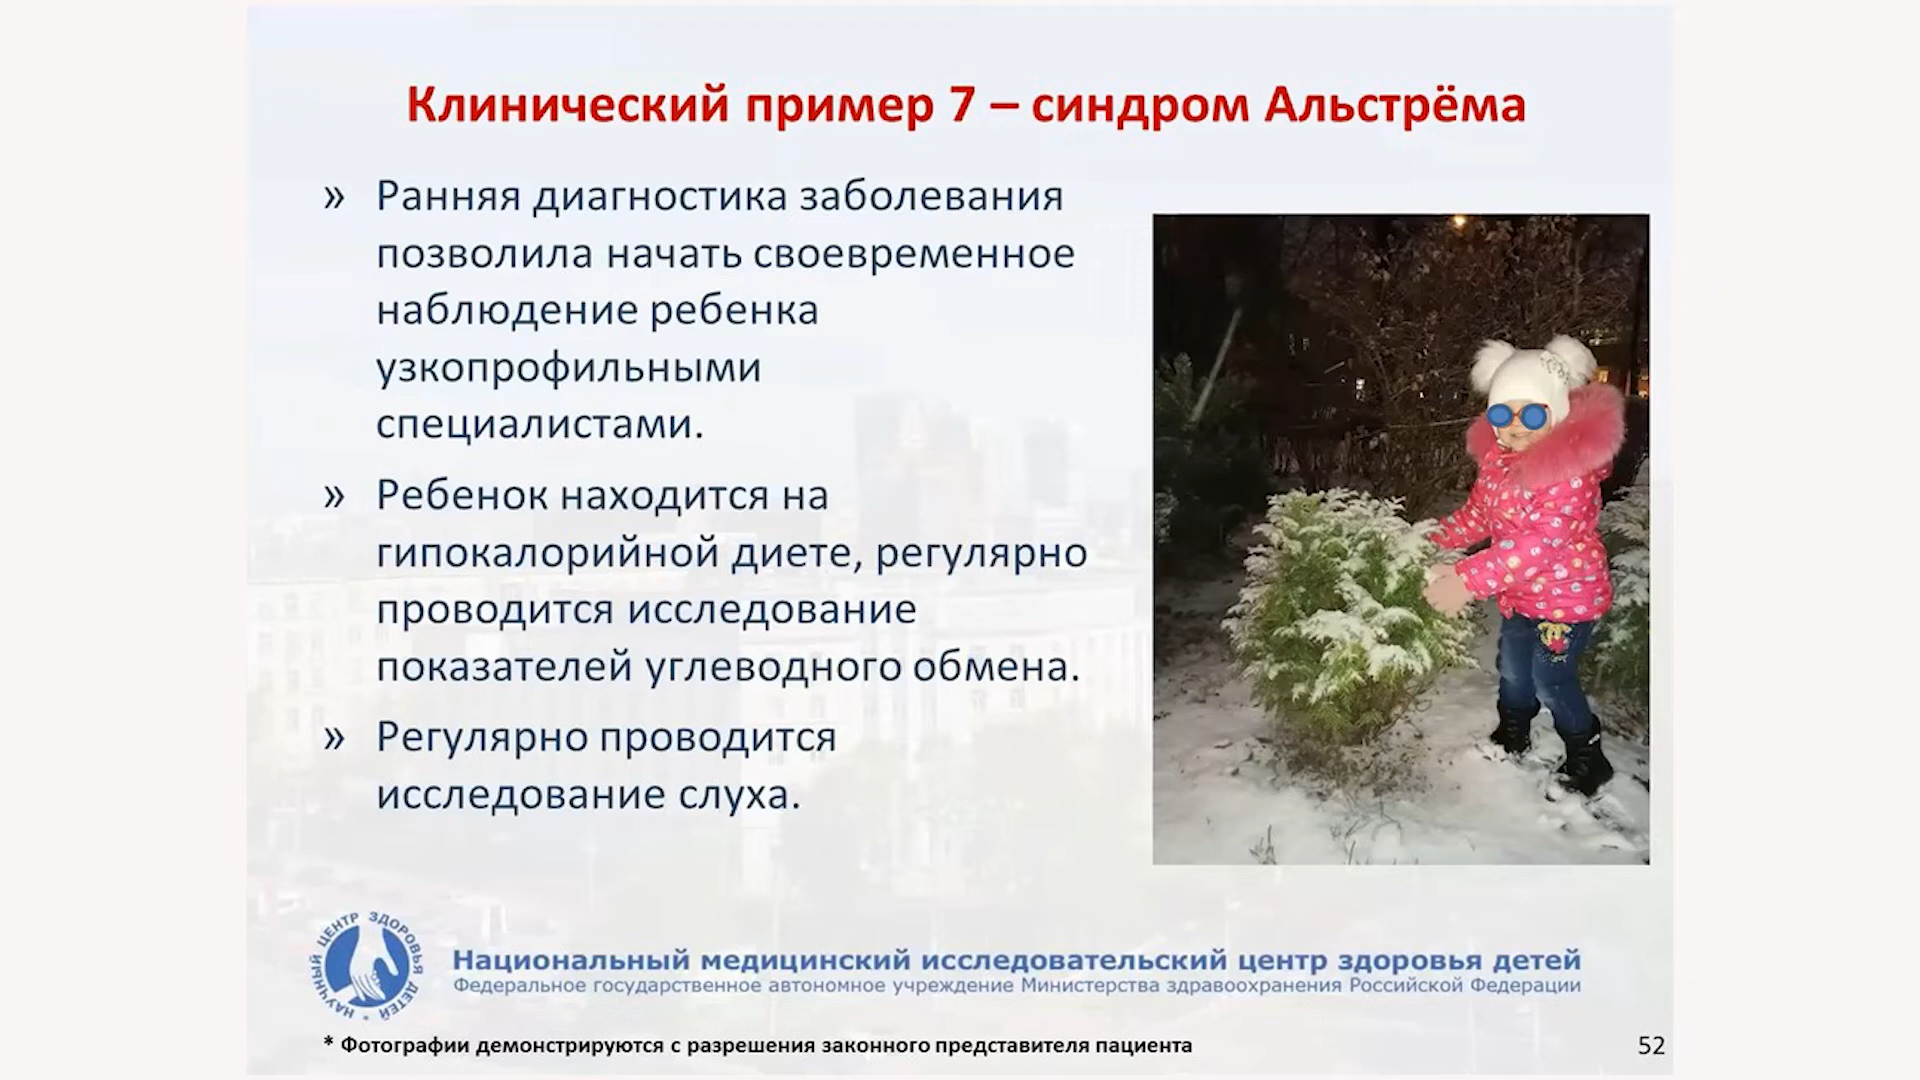 Клинический пример 7 – синдром Альстрёма
» Ранняя диагностика заболевания
позволила начать своевременное
наблюдение ребенка
узкопрофильными
специалистами.
» Ребенок находится на
гипокалорийной диете, регулярно
проводится исследование
показателей углеводного обмена.
» Регулярно проводится
исследование слуха.
НАУЧНЫЙ ЦЕНТР ЗДОРОВЬЯ ДЕТЕЙ *
Национальный медицинский исследовательский центр здоровья детей
Федеральное государственное автономное учреждение Министерства здравоохранения Российской Федерации
* Фотографии демонстрируются с разрешения законного представителя пациента
52